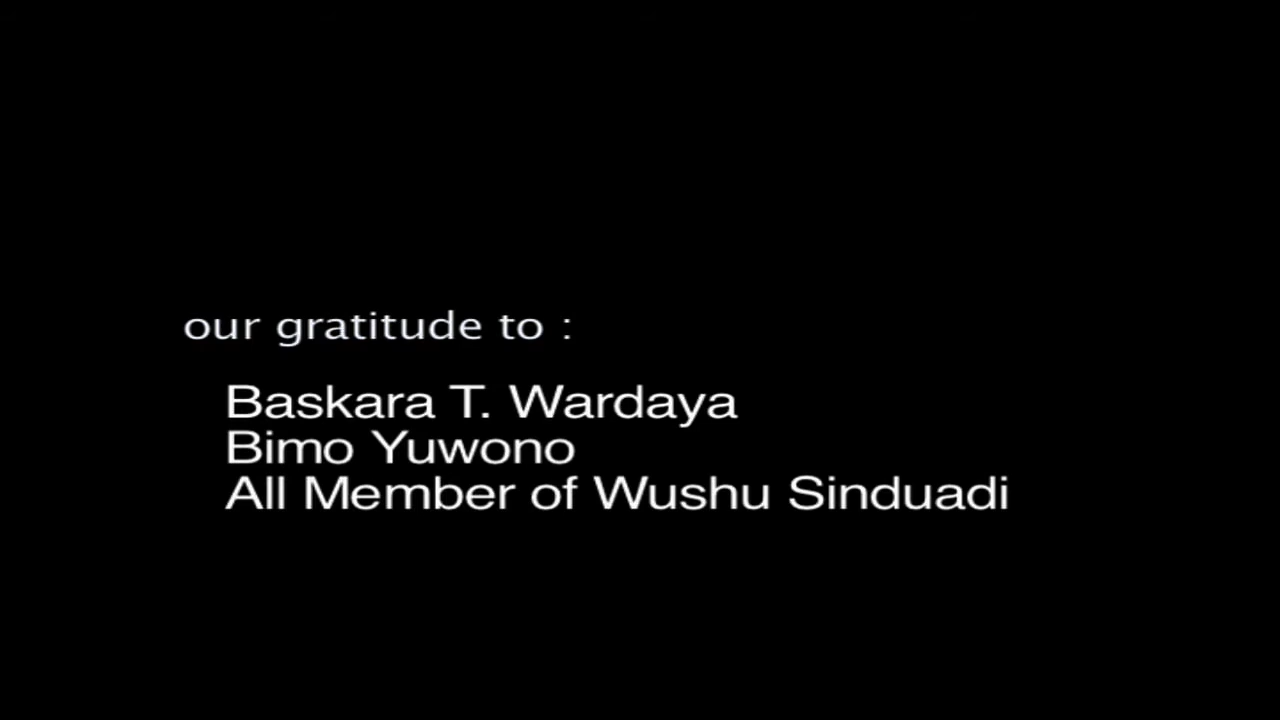 our gratitude to :
Baskara T. Wardaya
Bimo Yuwono
All Member of Wushu Sinduadi